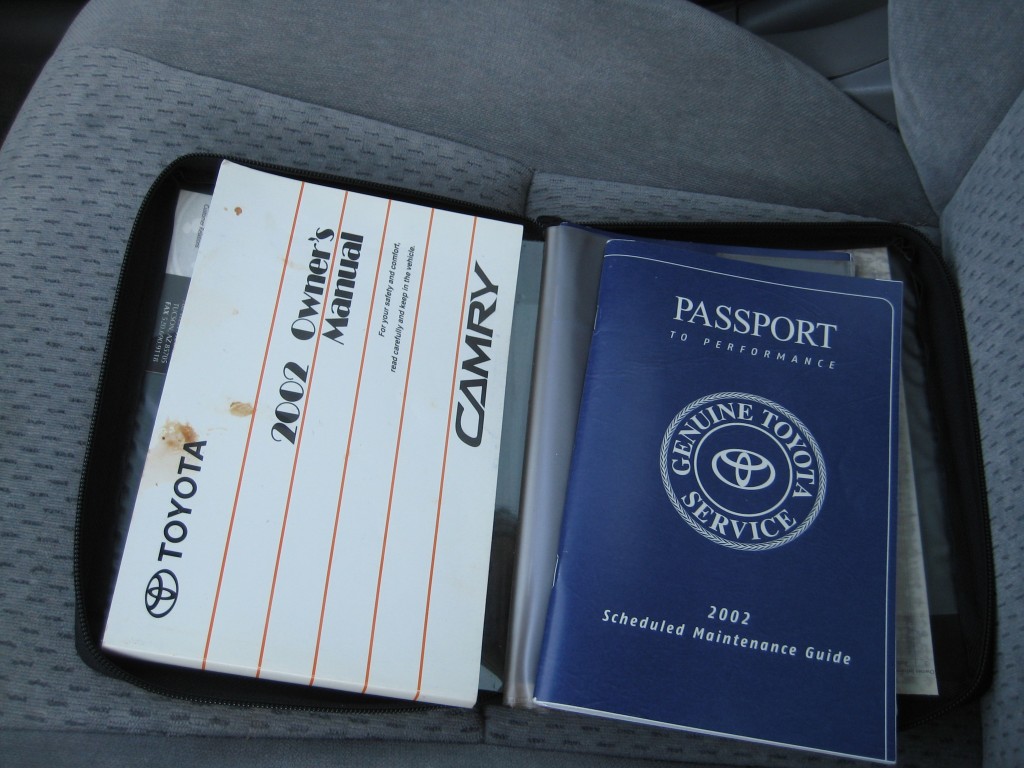 TOYOTA
2002 Owner's
Manual
For your safety and comfort,
read carefully and keep in the vehicle.
CAMRY
PASSPORT
TO PERFORMANCE
GENUINE TOYOTA
SERVICE
2002
Scheduled Maintenance Guide